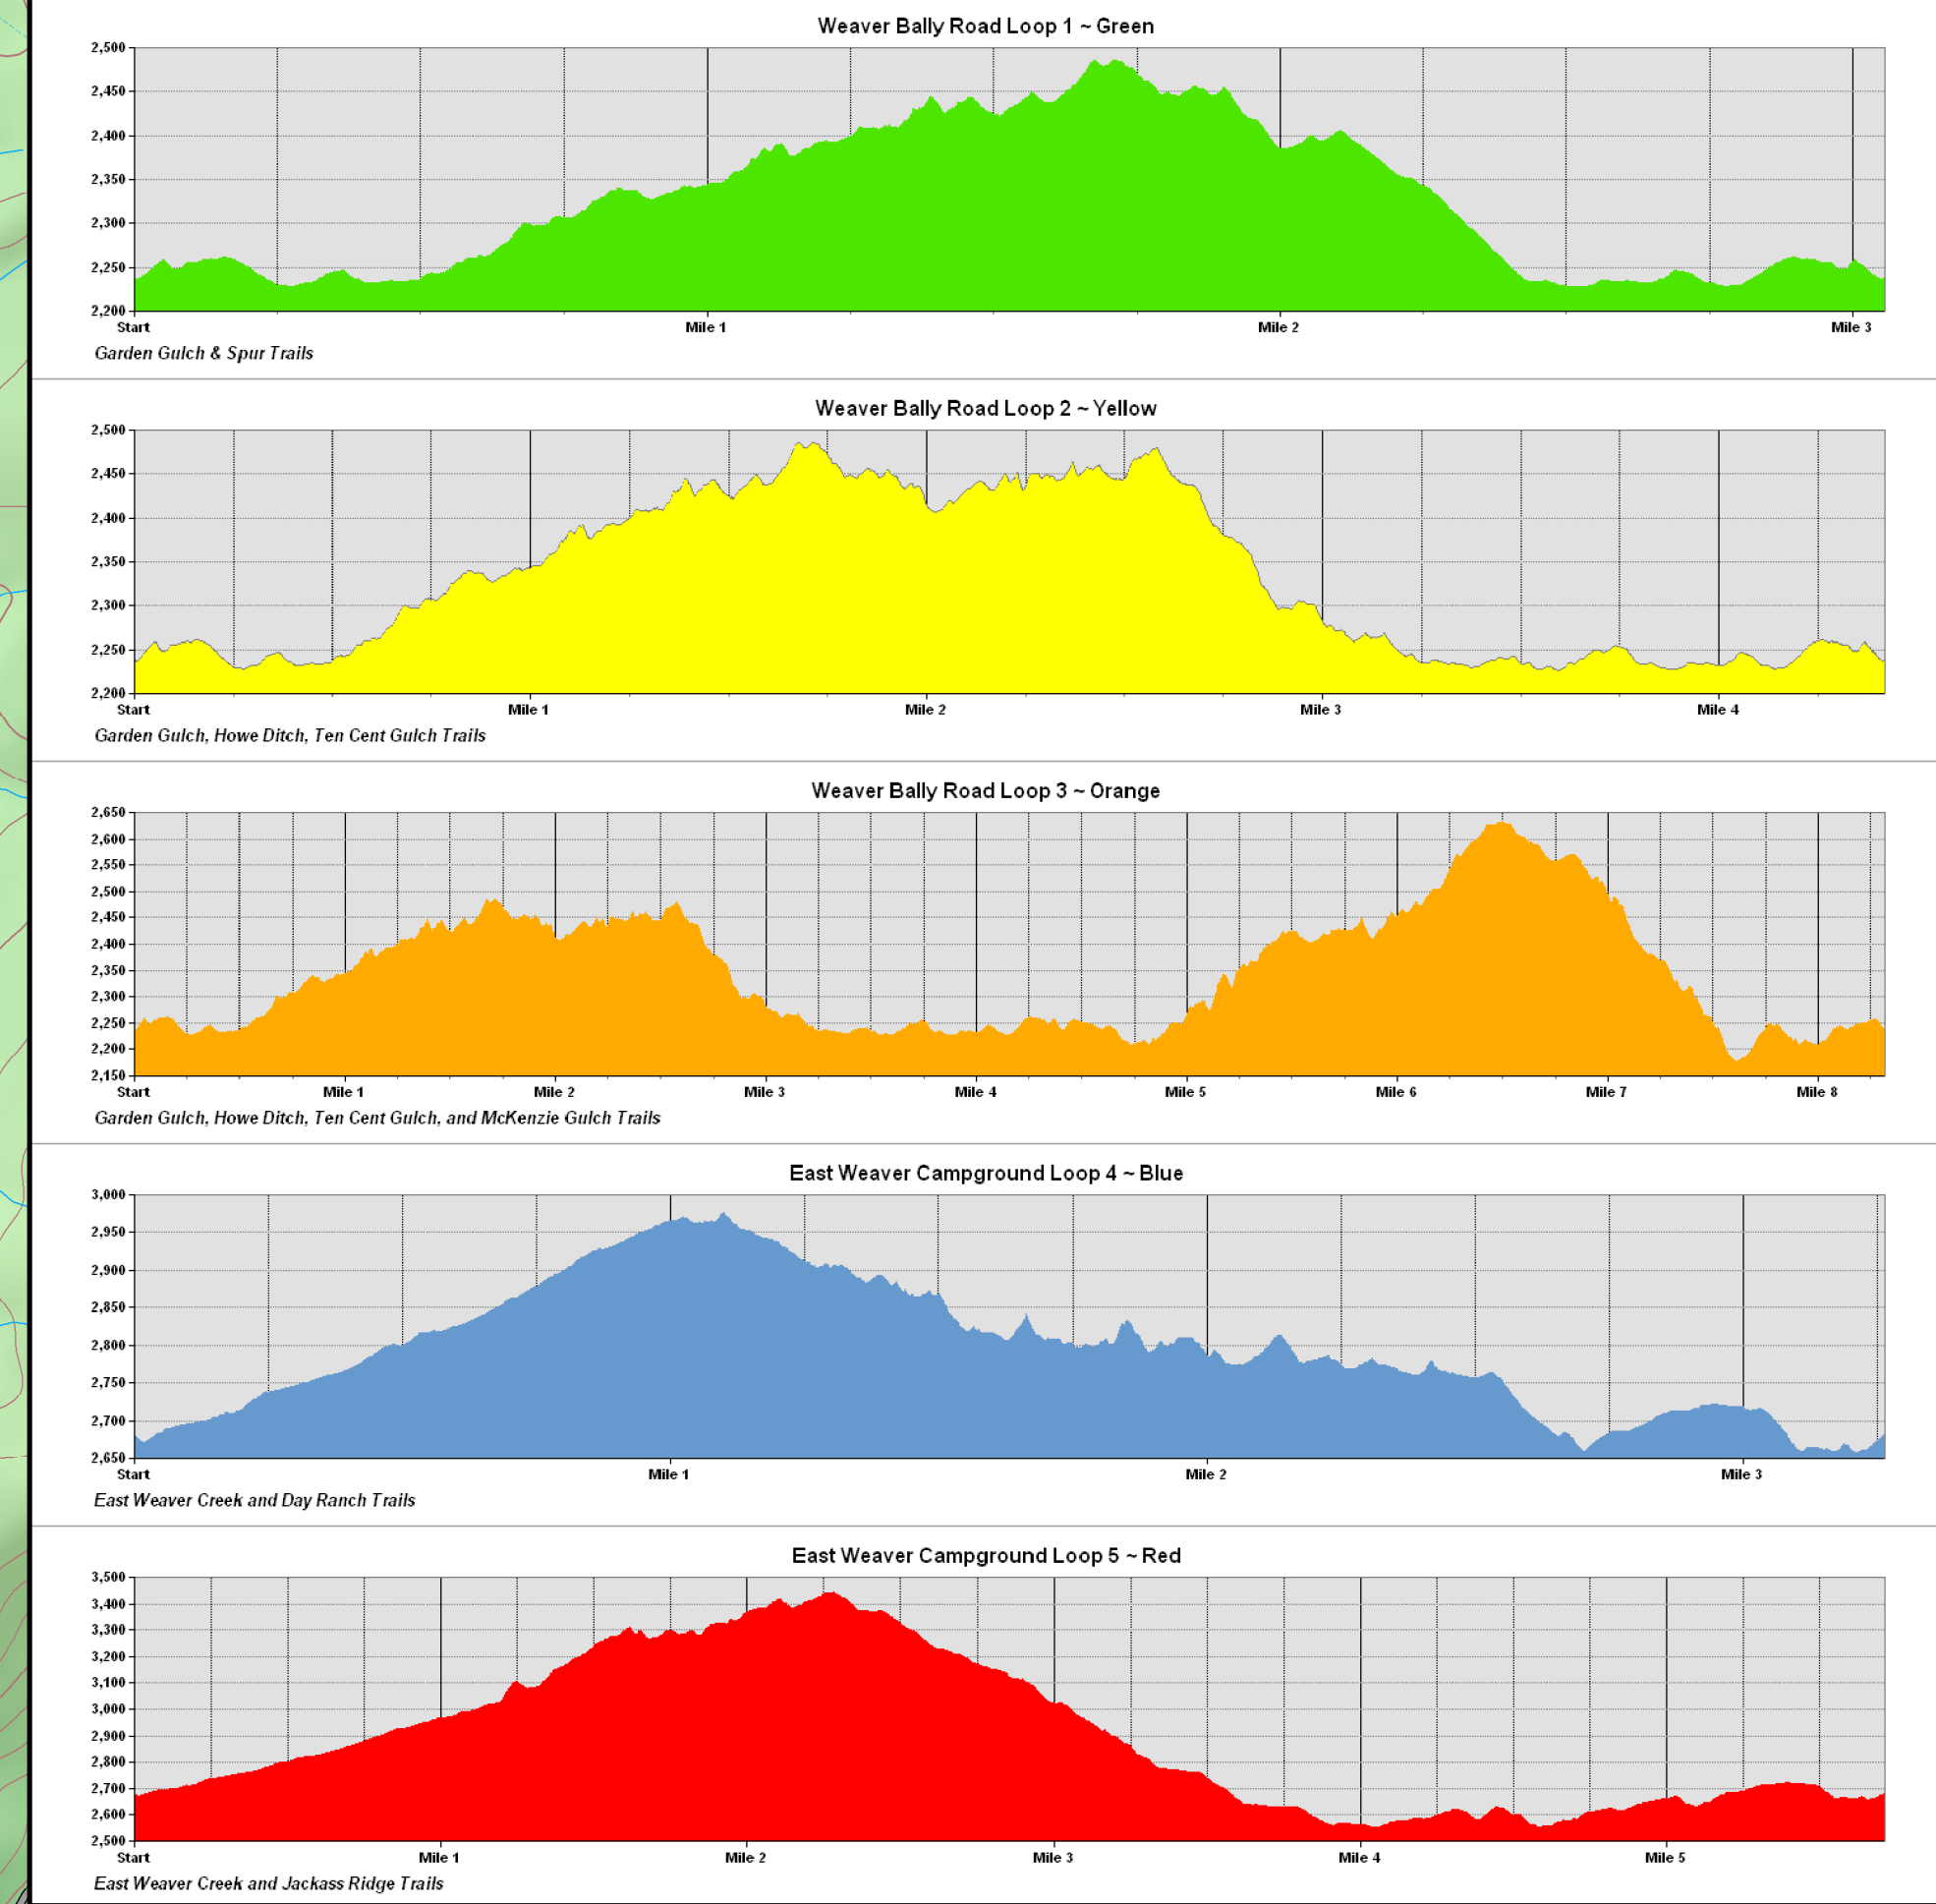 Weaver Bally Road Loop 1 ~ Green
2,500
2,450
2,400
2,350
2,300
2,250
2,200
Start Mile 1 Mile 2 Mile 3
Garden Gulch & Spur Trails
Weaver Bally Road Loop 2 ~ Yellow
2,500
2,450
2,400
2,350
2,300
2,250
2,200
Start Mile 1 Mile 2 Mile 3 Mile 4
Garden Gulch, Howe Ditch, Ten Cent Gulch Trails
Weaver Bally Road Loop 3 ~ Orange
2,650
2,600
2,550
2,500
2,450
2,400
2,350
2,300
2,250
2,200
2,150
Start Mile 1 Mile 2 Mile 3 Mile 4 Mile 5 Mile 6 Mile 7 Mile 8
Garden Gulch, Howe Ditch, Ten Cent Gulch, and McKenzie Gulch Trails
East Weaver Campground Loop 4 ~ Blue
3,000
2,950
2,900
2,850
2,800
2,750
2,700
2,650
Start Mile 1 Mile 2 Mile 3
East Weaver Creek and Day Ranch Trails
East Weaver Campground Loop 5 ~ Red
3,500
3,400
3,300
3,200
3,100
3,000
2,900
2,800
2,700
2,600
2,500
Start Mile 1 Mile 2 Mile 3 Mile 4 Mile 5
East Weaver Creek and Jackass Ridge Trails